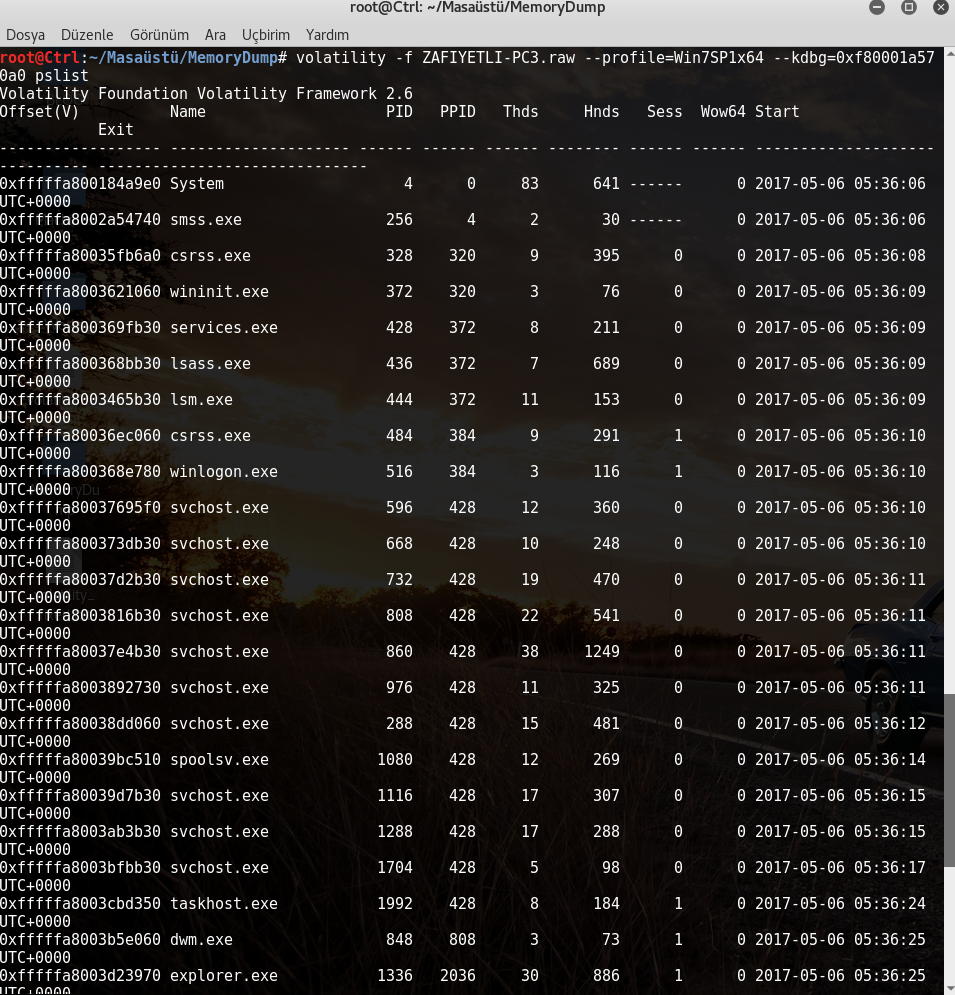 root@Ctrl: ~/Masaüstü/MemoryDump
Dosya Düzenle Görünüm Ara Uçbirim Yardım
root@Ctrl:~/Masaüstü/MemoryDump# volatility -f ZAFIYETLI-PC3.raw --profile=Win7SP1x64 --kdbg=0xf80001a57
0a0 pslist
Volatility Foundation Volatility Framework 2.6
Offset(V)          Name                    PID   PPID   Thds     Hnds   Sess  Wow64 Start
           Exit
------------------ -------------------- ------ ------ ------ -------- ------ ------ --------------------
---------- ------------------------------
0xfffffa800184a9e0 System                    4      0     83      641 ------      0 2017-05-06 05:36:06
UTC+0000
0xfffffa8002a54740 smss.exe                256      4      2       30 ------      0 2017-05-06 05:36:06
UTC+0000
0xfffffa80035fb6a0 csrss.exe               328    320      9      395      0      0 2017-05-06 05:36:08
UTC+0000
0xfffffa8003621060 wininit.exe             372    320      3       76      0      0 2017-05-06 05:36:09
UTC+0000
0xfffffa800369fb30 services.exe            428    372      8      211      0      0 2017-05-06 05:36:09
UTC+0000
0xfffffa800368bb30 lsass.exe               436    372      7      689      0      0 2017-05-06 05:36:09
UTC+0000
0xfffffa8003465b30 lsm.exe                 444    372     11      153      0      0 2017-05-06 05:36:09
UTC+0000
0xfffffa80036ec060 csrss.exe               484    384      9      291      1      0 2017-05-06 05:36:10
UTC+0000
0xfffffa800368e780 winlogon.exe            516    384      3      116      1      0 2017-05-06 05:36:10
UTC+0000
0xfffffa80037695f0 svchost.exe             596    428     12      360      0      0 2017-05-06 05:36:10
UTC+0000
0xfffffa800373db30 svchost.exe             668    428     10      248      0      0 2017-05-06 05:36:10
UTC+0000
0xfffffa80037d2b30 svchost.exe             732    428     19      470      0      0 2017-05-06 05:36:11
UTC+0000
0xfffffa8003816b30 svchost.exe             808    428     22      541      0      0 2017-05-06 05:36:11
UTC+0000
0xfffffa80037e4b30 svchost.exe             860    428     38     1249      0      0 2017-05-06 05:36:11
UTC+0000
0xfffffa8003892730 svchost.exe             976    428     11      325      0      0 2017-05-06 05:36:11
UTC+0000
0xfffffa80038dd060 svchost.exe             288    428     15      481      0      0 2017-05-06 05:36:12
UTC+0000
0xfffffa80039bc510 spoolsv.exe            1080    428     12      269      0      0 2017-05-06 05:36:14
UTC+0000
0xfffffa80039d7b30 svchost.exe            1116    428     17      307      0      0 2017-05-06 05:36:15
UTC+0000
0xfffffa8003ab3b30 svchost.exe            1288    428     17      288      0      0 2017-05-06 05:36:15
UTC+0000
0xfffffa8003bfbb30 svchost.exe            1704    428      5       98      0      0 2017-05-06 05:36:17
UTC+0000
0xfffffa8003cbd350 taskhost.exe           1992    428      8      184      1      0 2017-05-06 05:36:24
UTC+0000
0xfffffa8003b5e060 dwm.exe                 848    808      3       73      1      0 2017-05-06 05:36:25
UTC+0000
0xfffffa8003d23970 explorer.exe           1336   2036     30      886      1      0 2017-05-06 05:36:25
UTC+0000